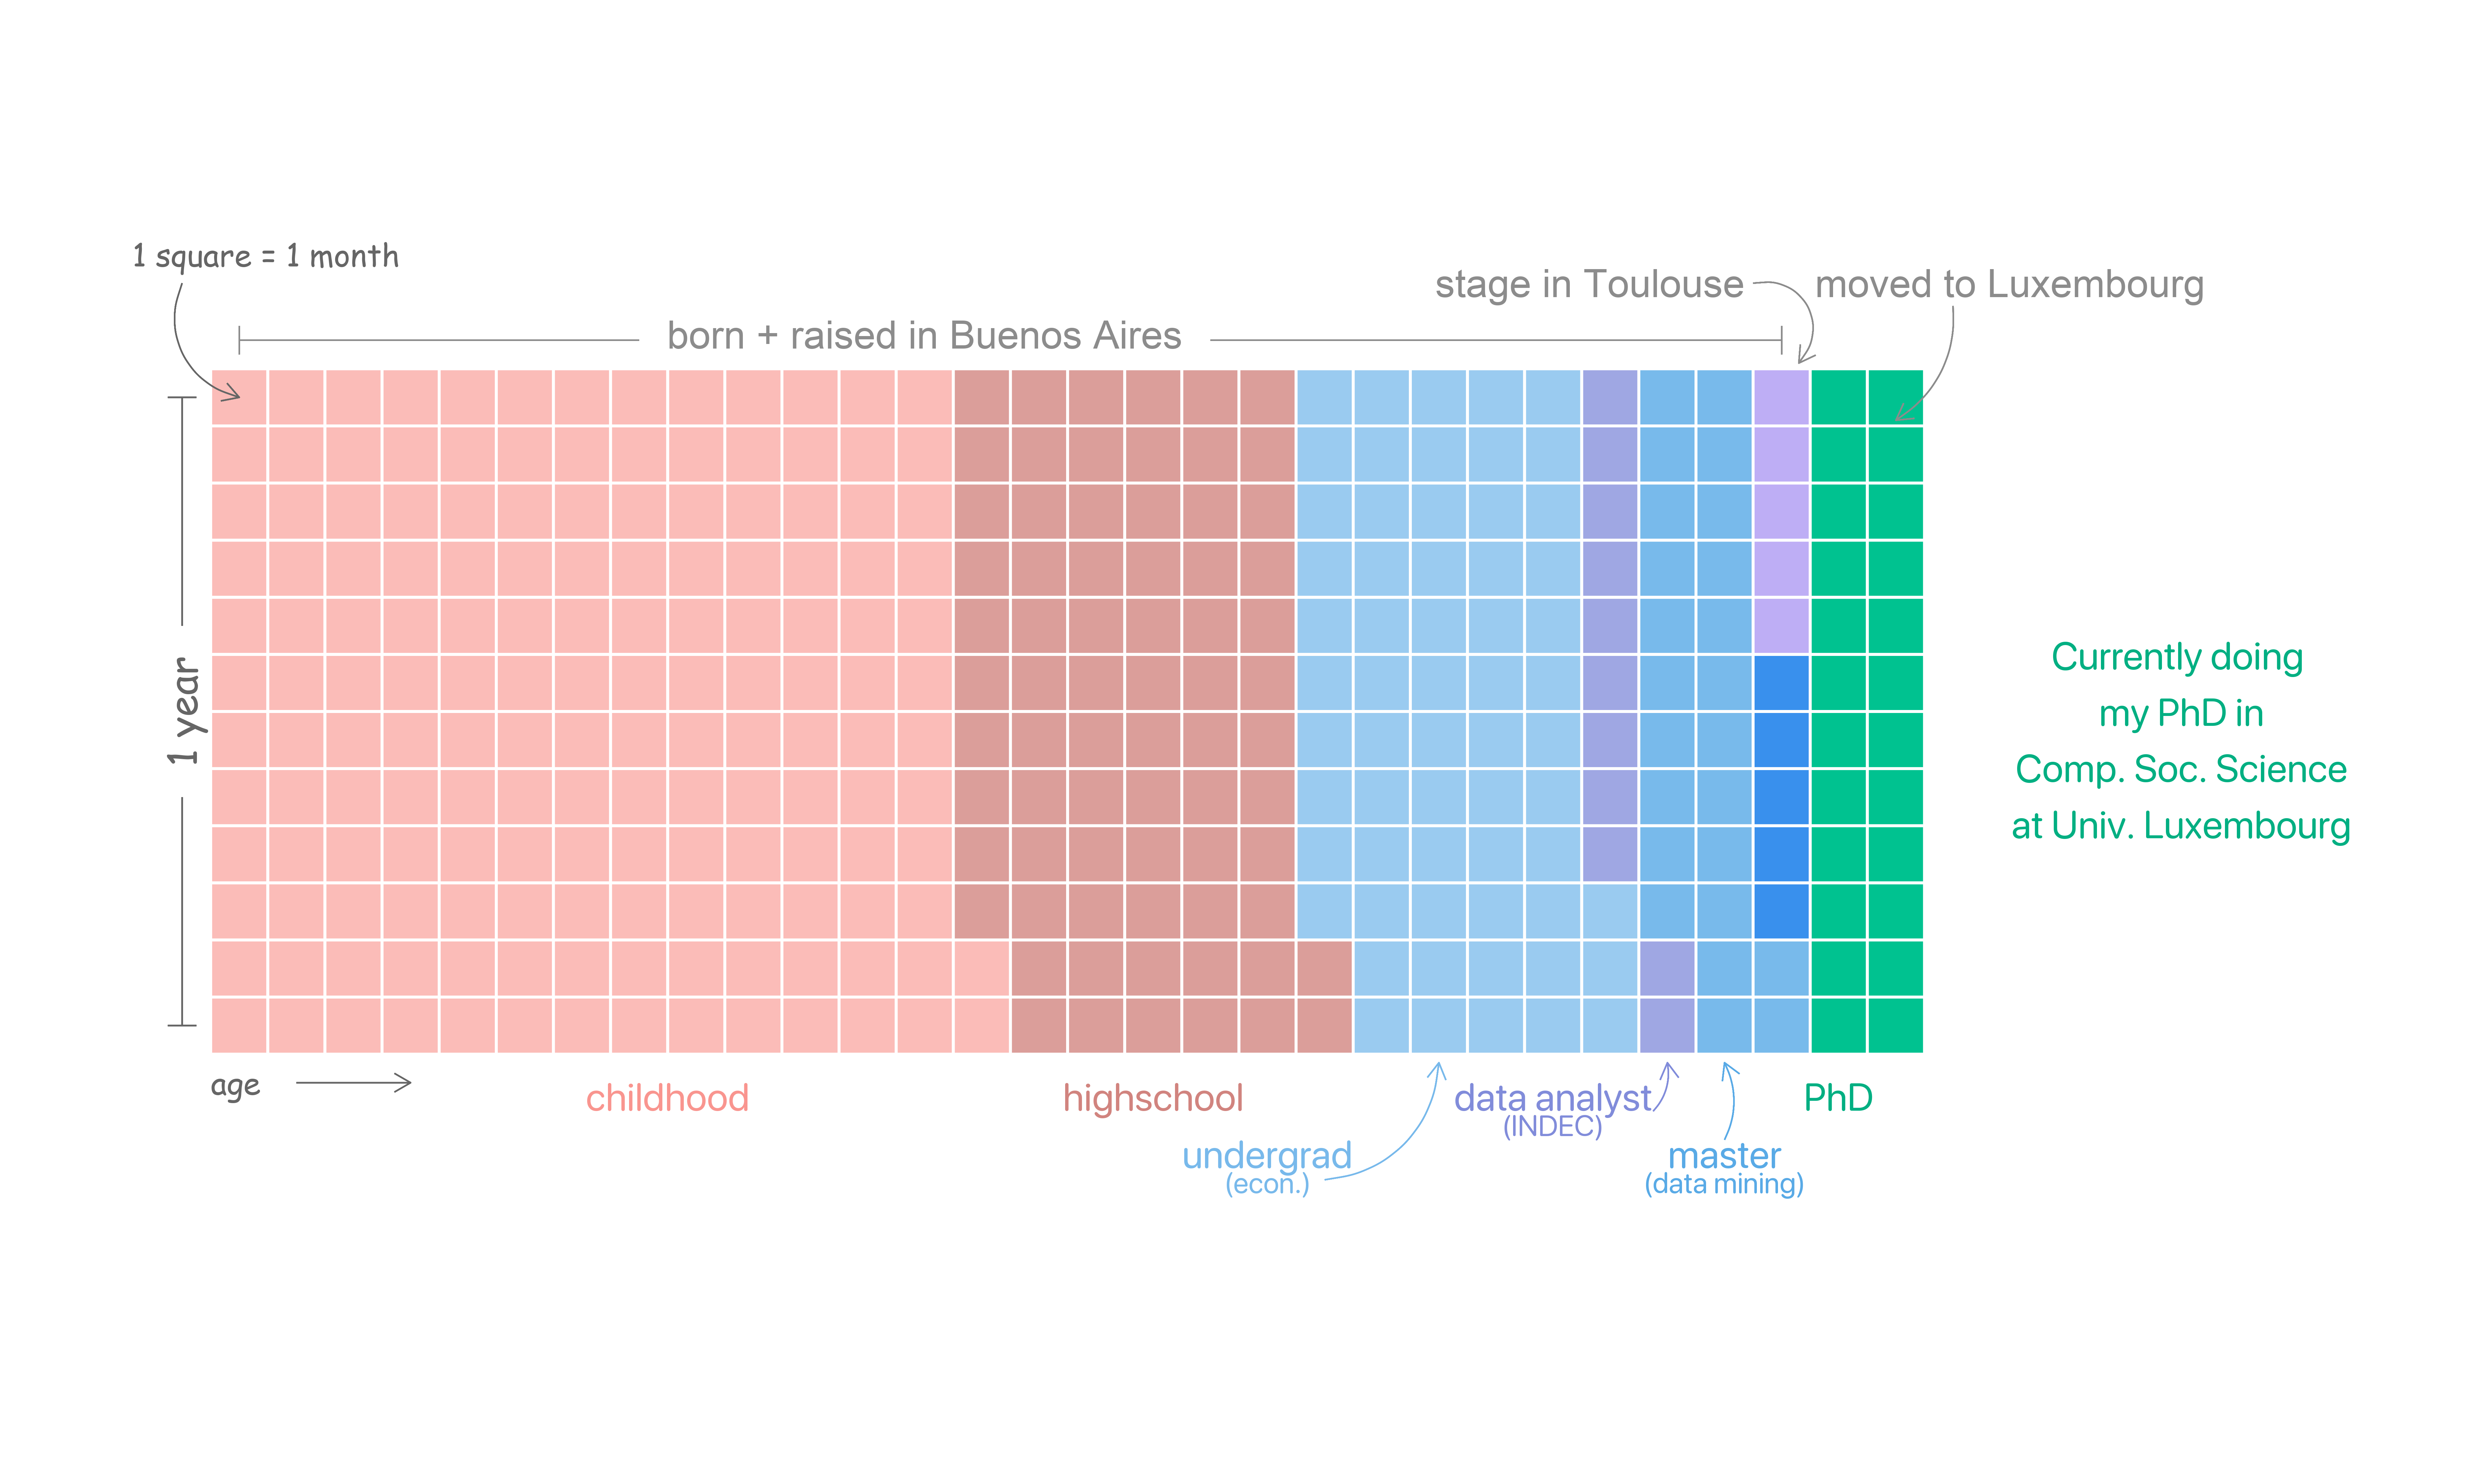 1 square = 1 month
stage in Toulouse
moved to Luxembourg
born + raised in Buenos Aires
1 year
Currently doing
my PhD in
Comp. Soc. Science
at Univ. Luxembourg
age
childhood
highschool
data analyst
(INDEC)
PhD
undergrad
(econ.)
master
(data mining)